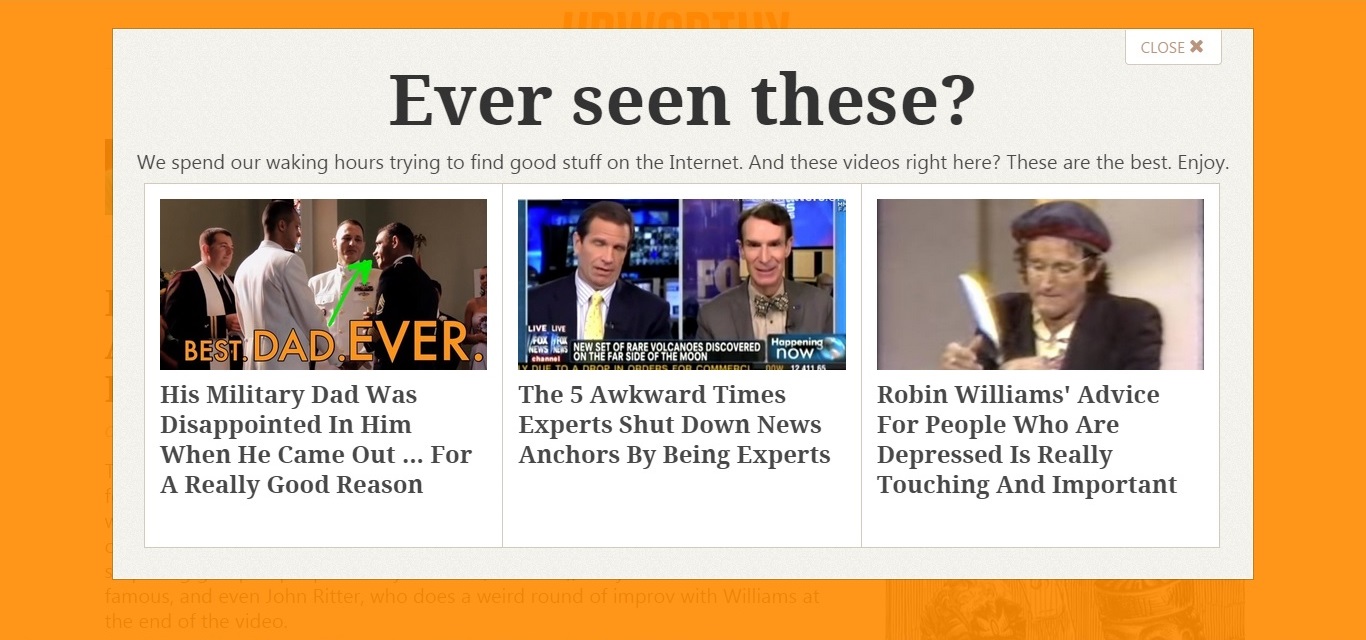 UPWORTHY
CLOSE ✖
Ever seen these?
We spend our waking hours trying to find good stuff on the Internet. And these videos right here? These are the best. Enjoy.
BEST. DAD. EVER.
His Military Dad Was
Disappointed In Him
When He Came Out ... For
A Really Good Reason
LIVE LIVE
FOX FOX
NEWS NEWS
channel
NEW SET OF RARE VOLCANOES DISCOVERED
ON THE FAR SIDE OF THE MOON
Happening
now
Y DUE TO A DROP IN ORDERS FOR COMMERCI
DOW 12,411.65
FO
The 5 Awkward Times
Experts Shut Down News
Anchors By Being Experts
Robin Williams' Advice
For People Who Are
Depressed Is Really
Touching And Important
famous, and even John Ritter, who does a weird round of improv with Williams at
the end of the video.